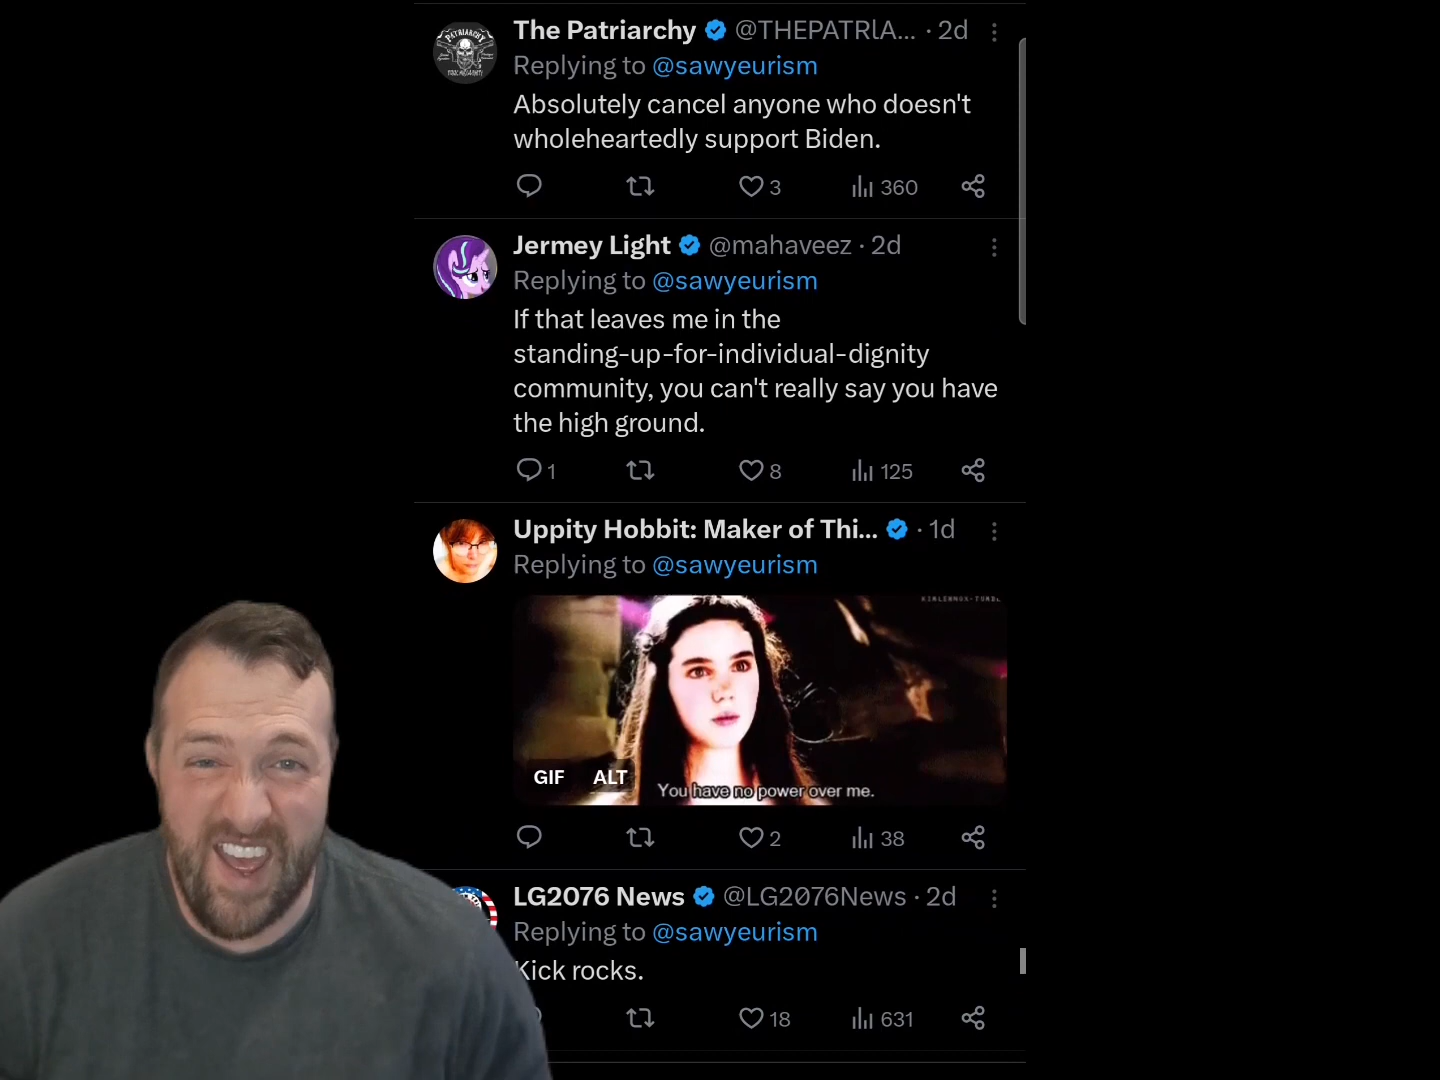 The Patriarchy @THEPATRlA... · 2d
Replying to @sawyeurism
Absolutely cancel anyone who doesn't
wholeheartedly support Biden.
3 360
Jermey Light @mahaveez · 2d
Replying to @sawyeurism
If that leaves me in the
standing-up-for-individual-dignity
community, you can't really say you have
the high ground.
1 8 125
Uppity Hobbit: Maker of Thi... · 1d
Replying to @sawyeurism
GIF ALT
You have no power over me.
2 38
LG2076 News @LG2076News · 2d
Replying to @sawyeurism
Kick rocks.
18 631